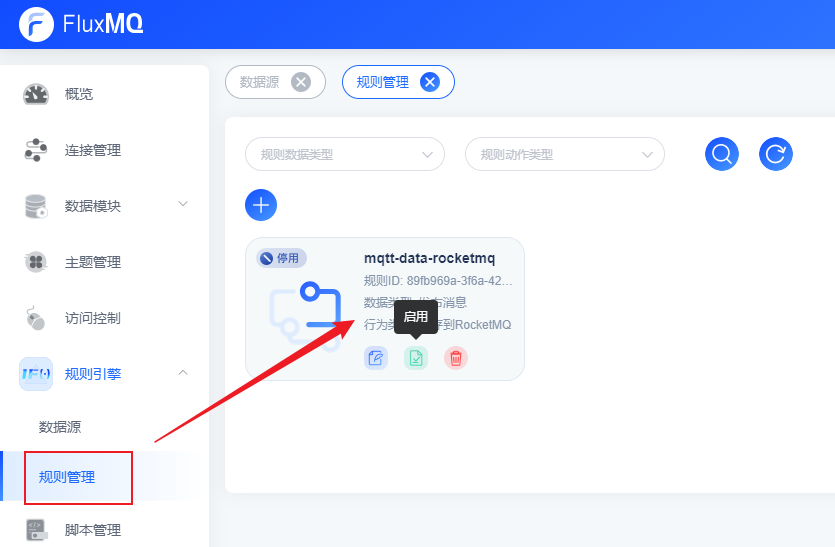 FluxMQ
概览
连接管理
数据模块
主题管理
访问控制
规则引擎
数据源
规则管理
脚本管理
数据源
规则管理
规则数据类型
规则动作类型
停用
mqtt-data-rocketmq
规则ID: 89fb969a-3f6a-42...
数据类型: 发布消息
启用
行为类 存到RocketMQ